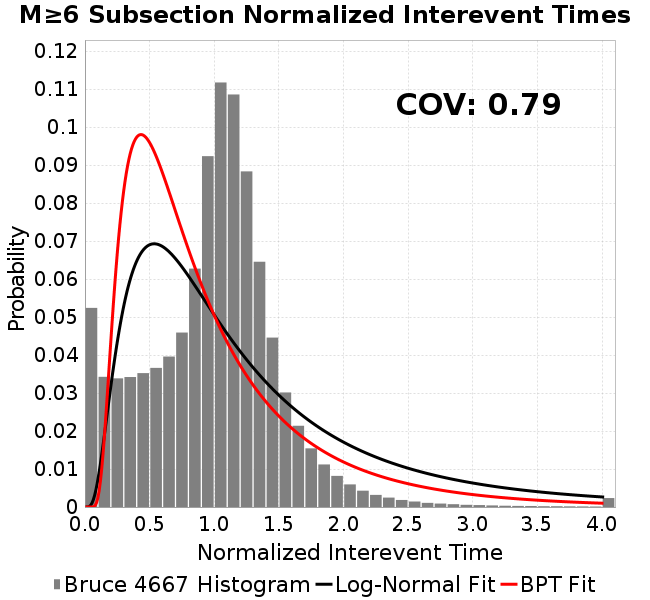 M≥6 Subsection Normalized Interevent Times
COV: 0.79
Probability
0.12
0.11
0.1
0.09
0.08
0.07
0.06
0.05
0.04
0.03
0.02
0.01
0
0.0 0.5 1.0 1.5 2.0 2.5 3.0 3.5 4.0
Normalized Interevent Time
Bruce 4667 Histogram Log-Normal Fit BPT Fit